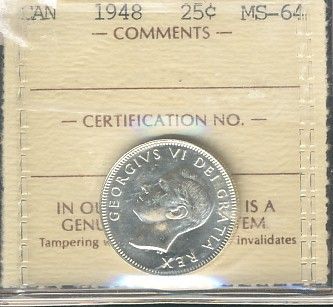 CAN 1948 25¢ MS-64
— COMMENTS —
— CERTIFICATION NO. —
GEORGIVS VI DEI GRATIA REX
IN OU IS A
GENU EM
Tampering invalidates